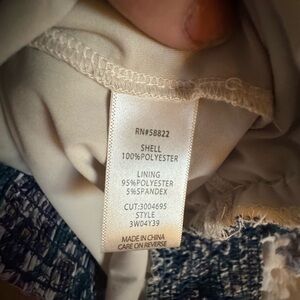 RN#58822
SHELL
100%POLYESTER
LINING
95%POLYESTER
5%SPANDEX
CUT:3004695
STYLE
3W04Y39
MADE IN CHINA
CARE ON REVERSE